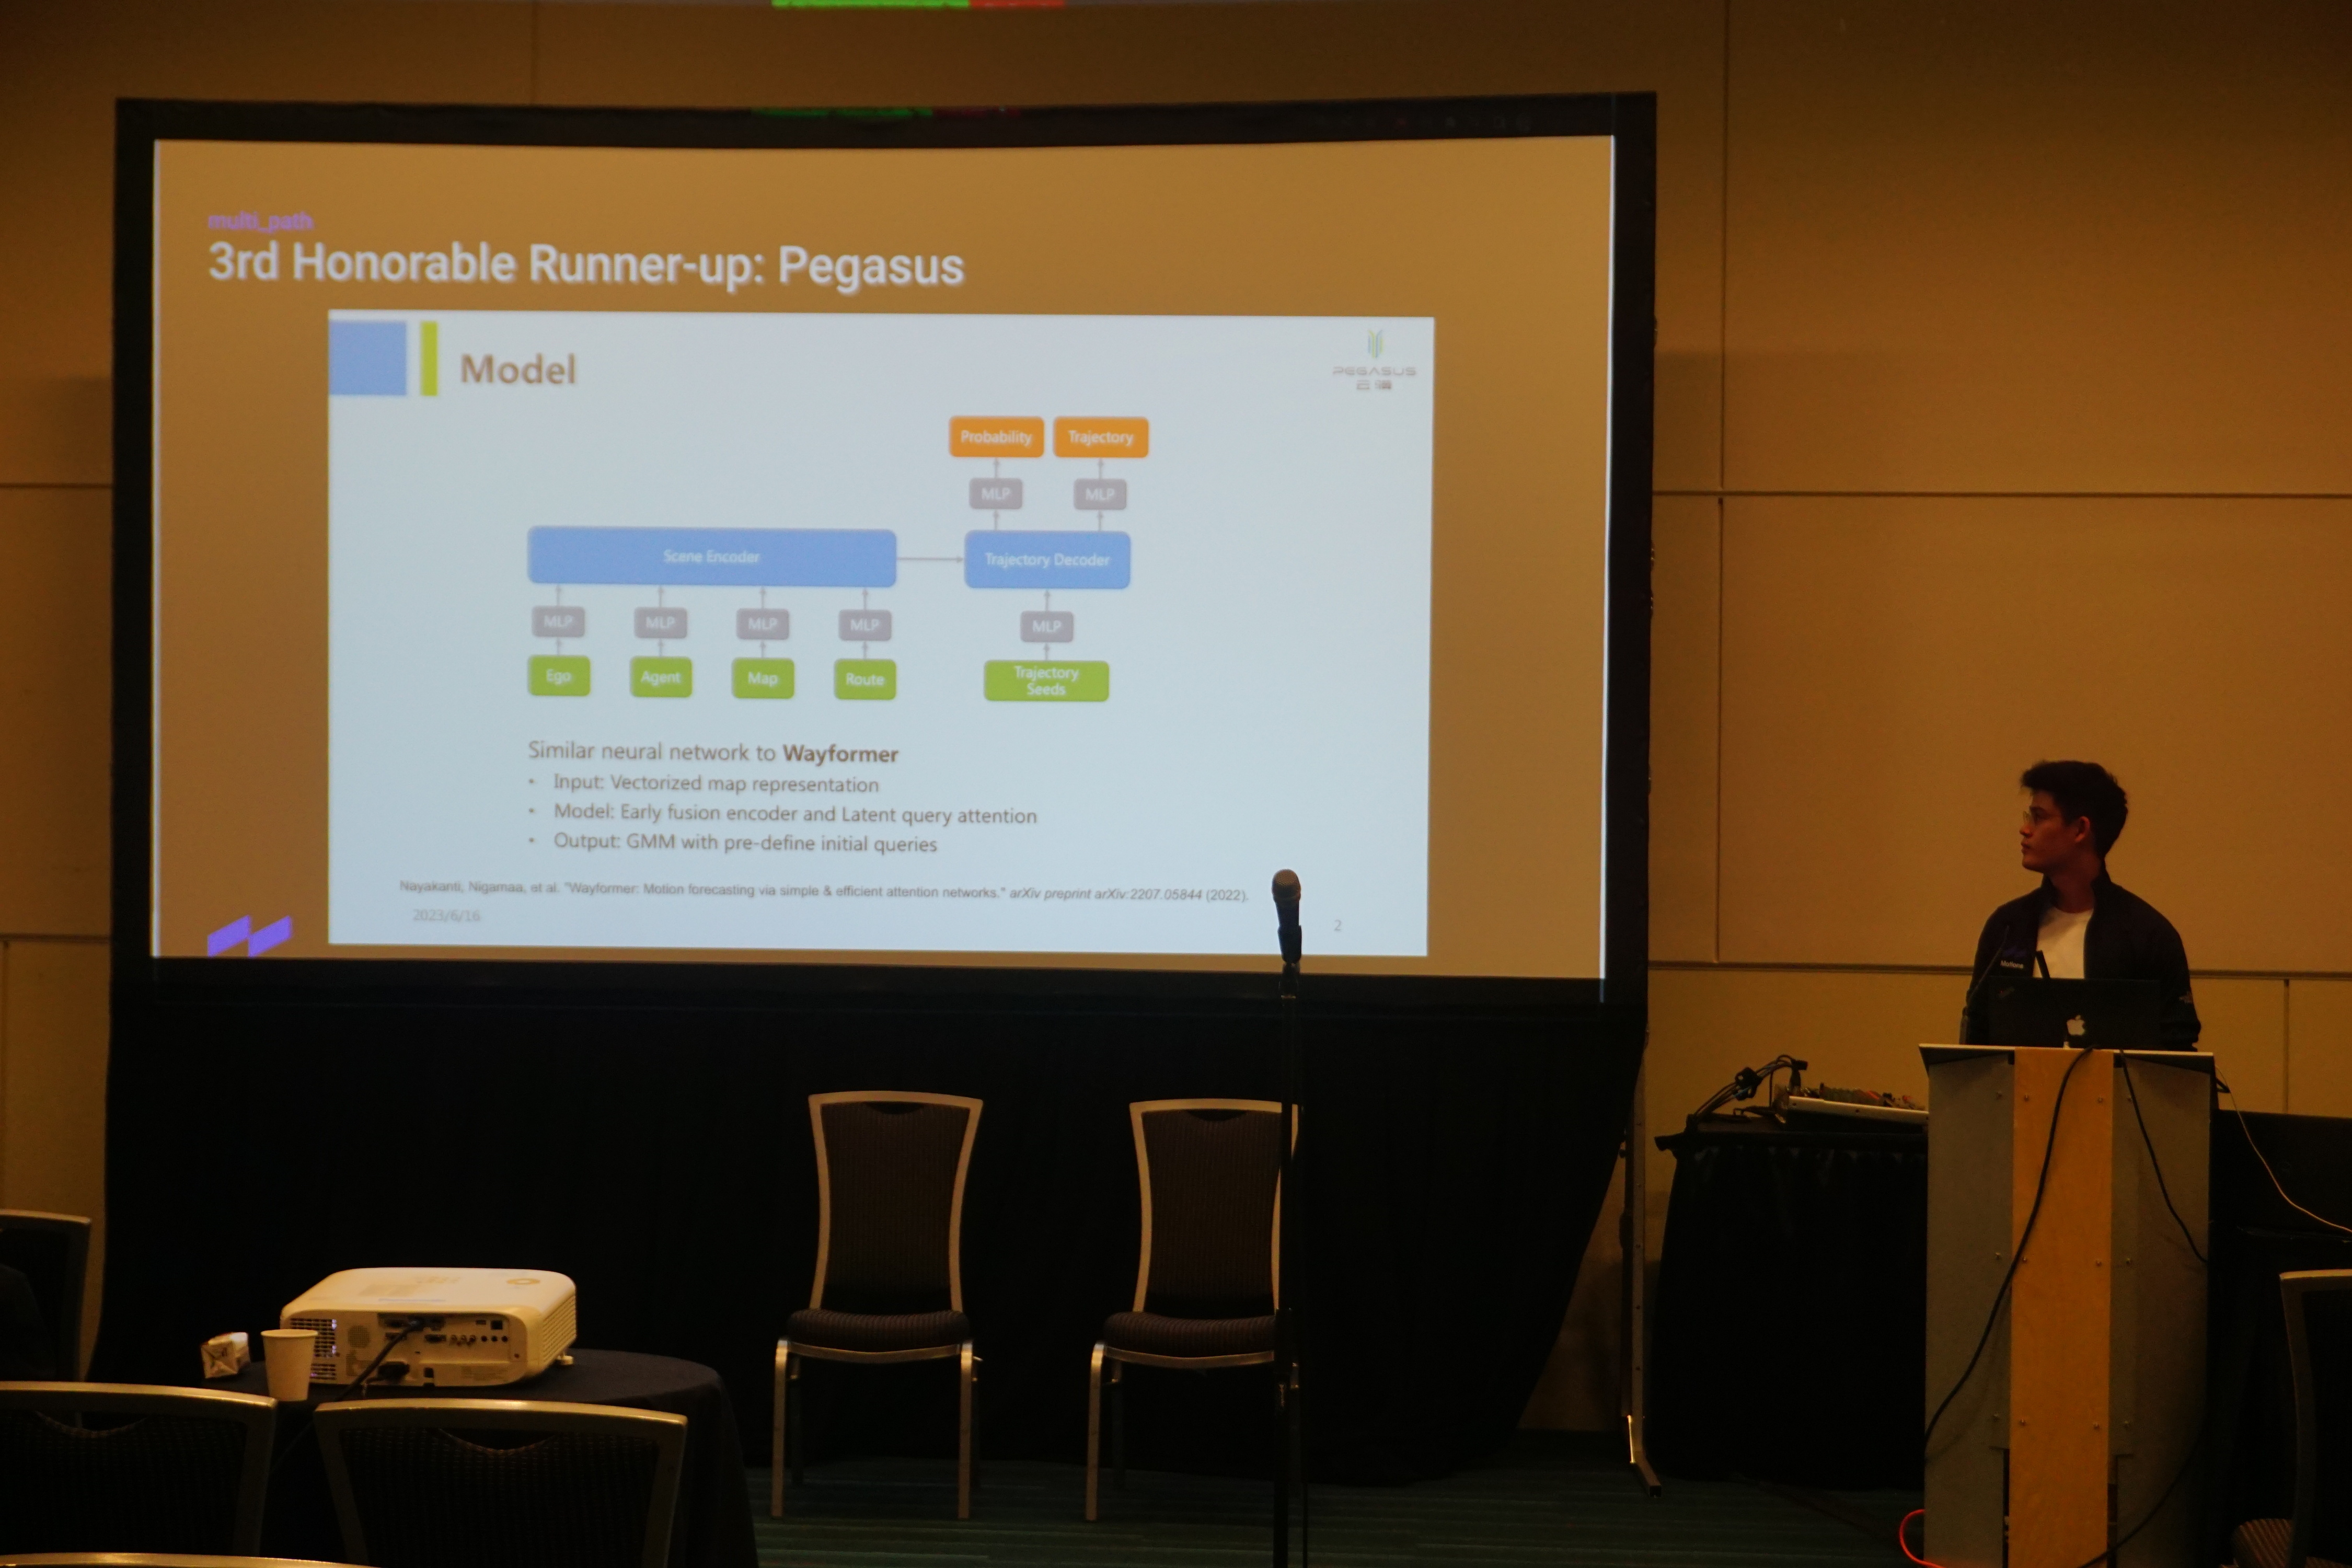 multi_path
3rd Honorable Runner-up: Pegasus
Model
PEGASUS
Probability
Trajectory
MLP
MLP
Scene Encoder
Trajectory Decoder
MLP
MLP
MLP
MLP
MLP
Ego
Agent
Map
Route
Trajectory
Seeds
Similar neural network to Wayformer
• Input: Vectorized map representation
• Model: Early fusion encoder and Latent query attention
• Output: GMM with pre-define initial queries
Nayakanti, Nigamaa, et al. "Wayformer: Motion forecasting via simple & efficient attention networks." arXiv preprint arXiv:2207.05844 (2022).
2023/6/16
2